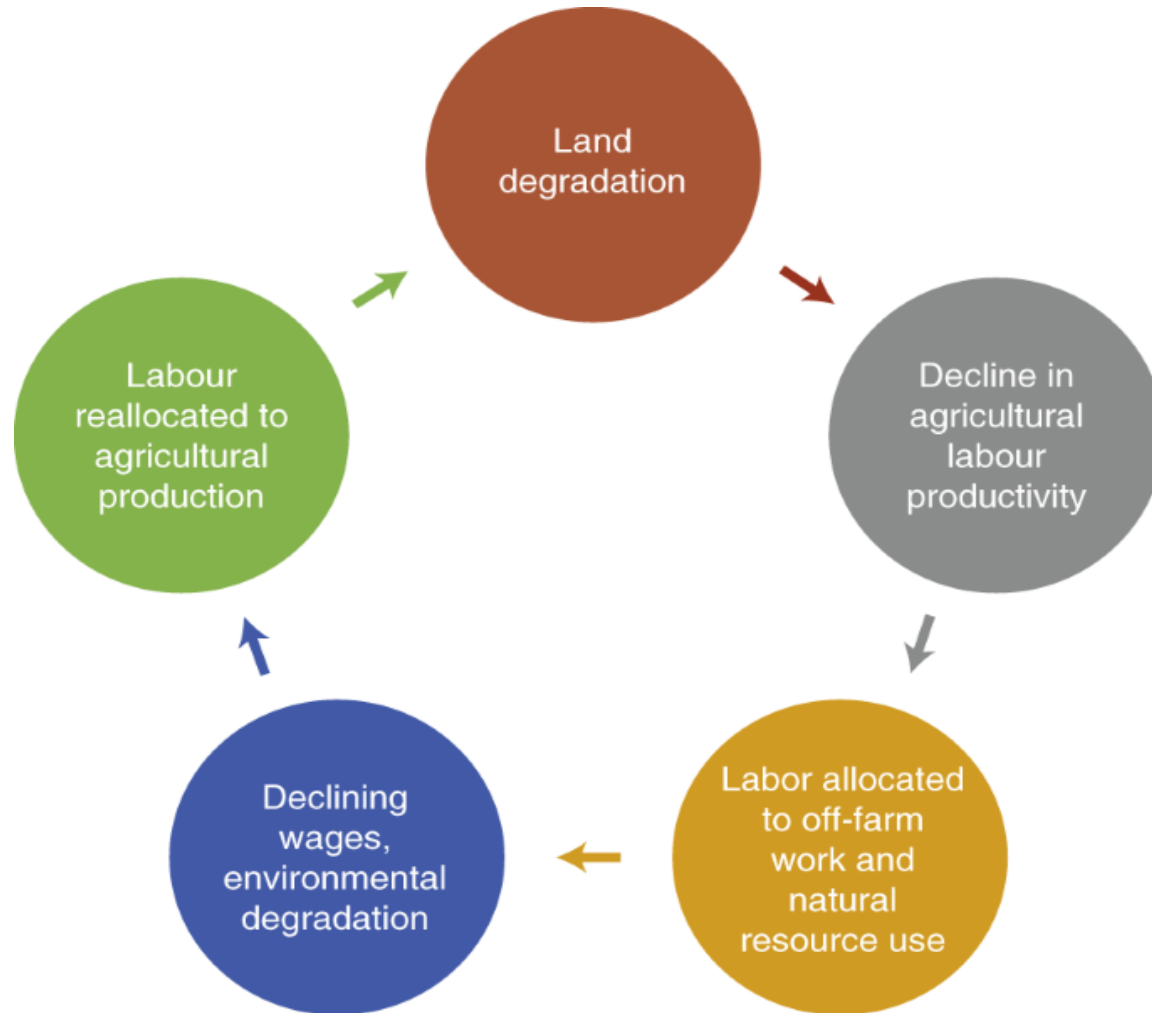 Land
degradation
Decline in
agricultural
labour
productivity
Labor allocated
to off-farm
work and
natural
resource use
Declining
wages,
environmental
degradation
Labour
reallocated to
agricultural
production